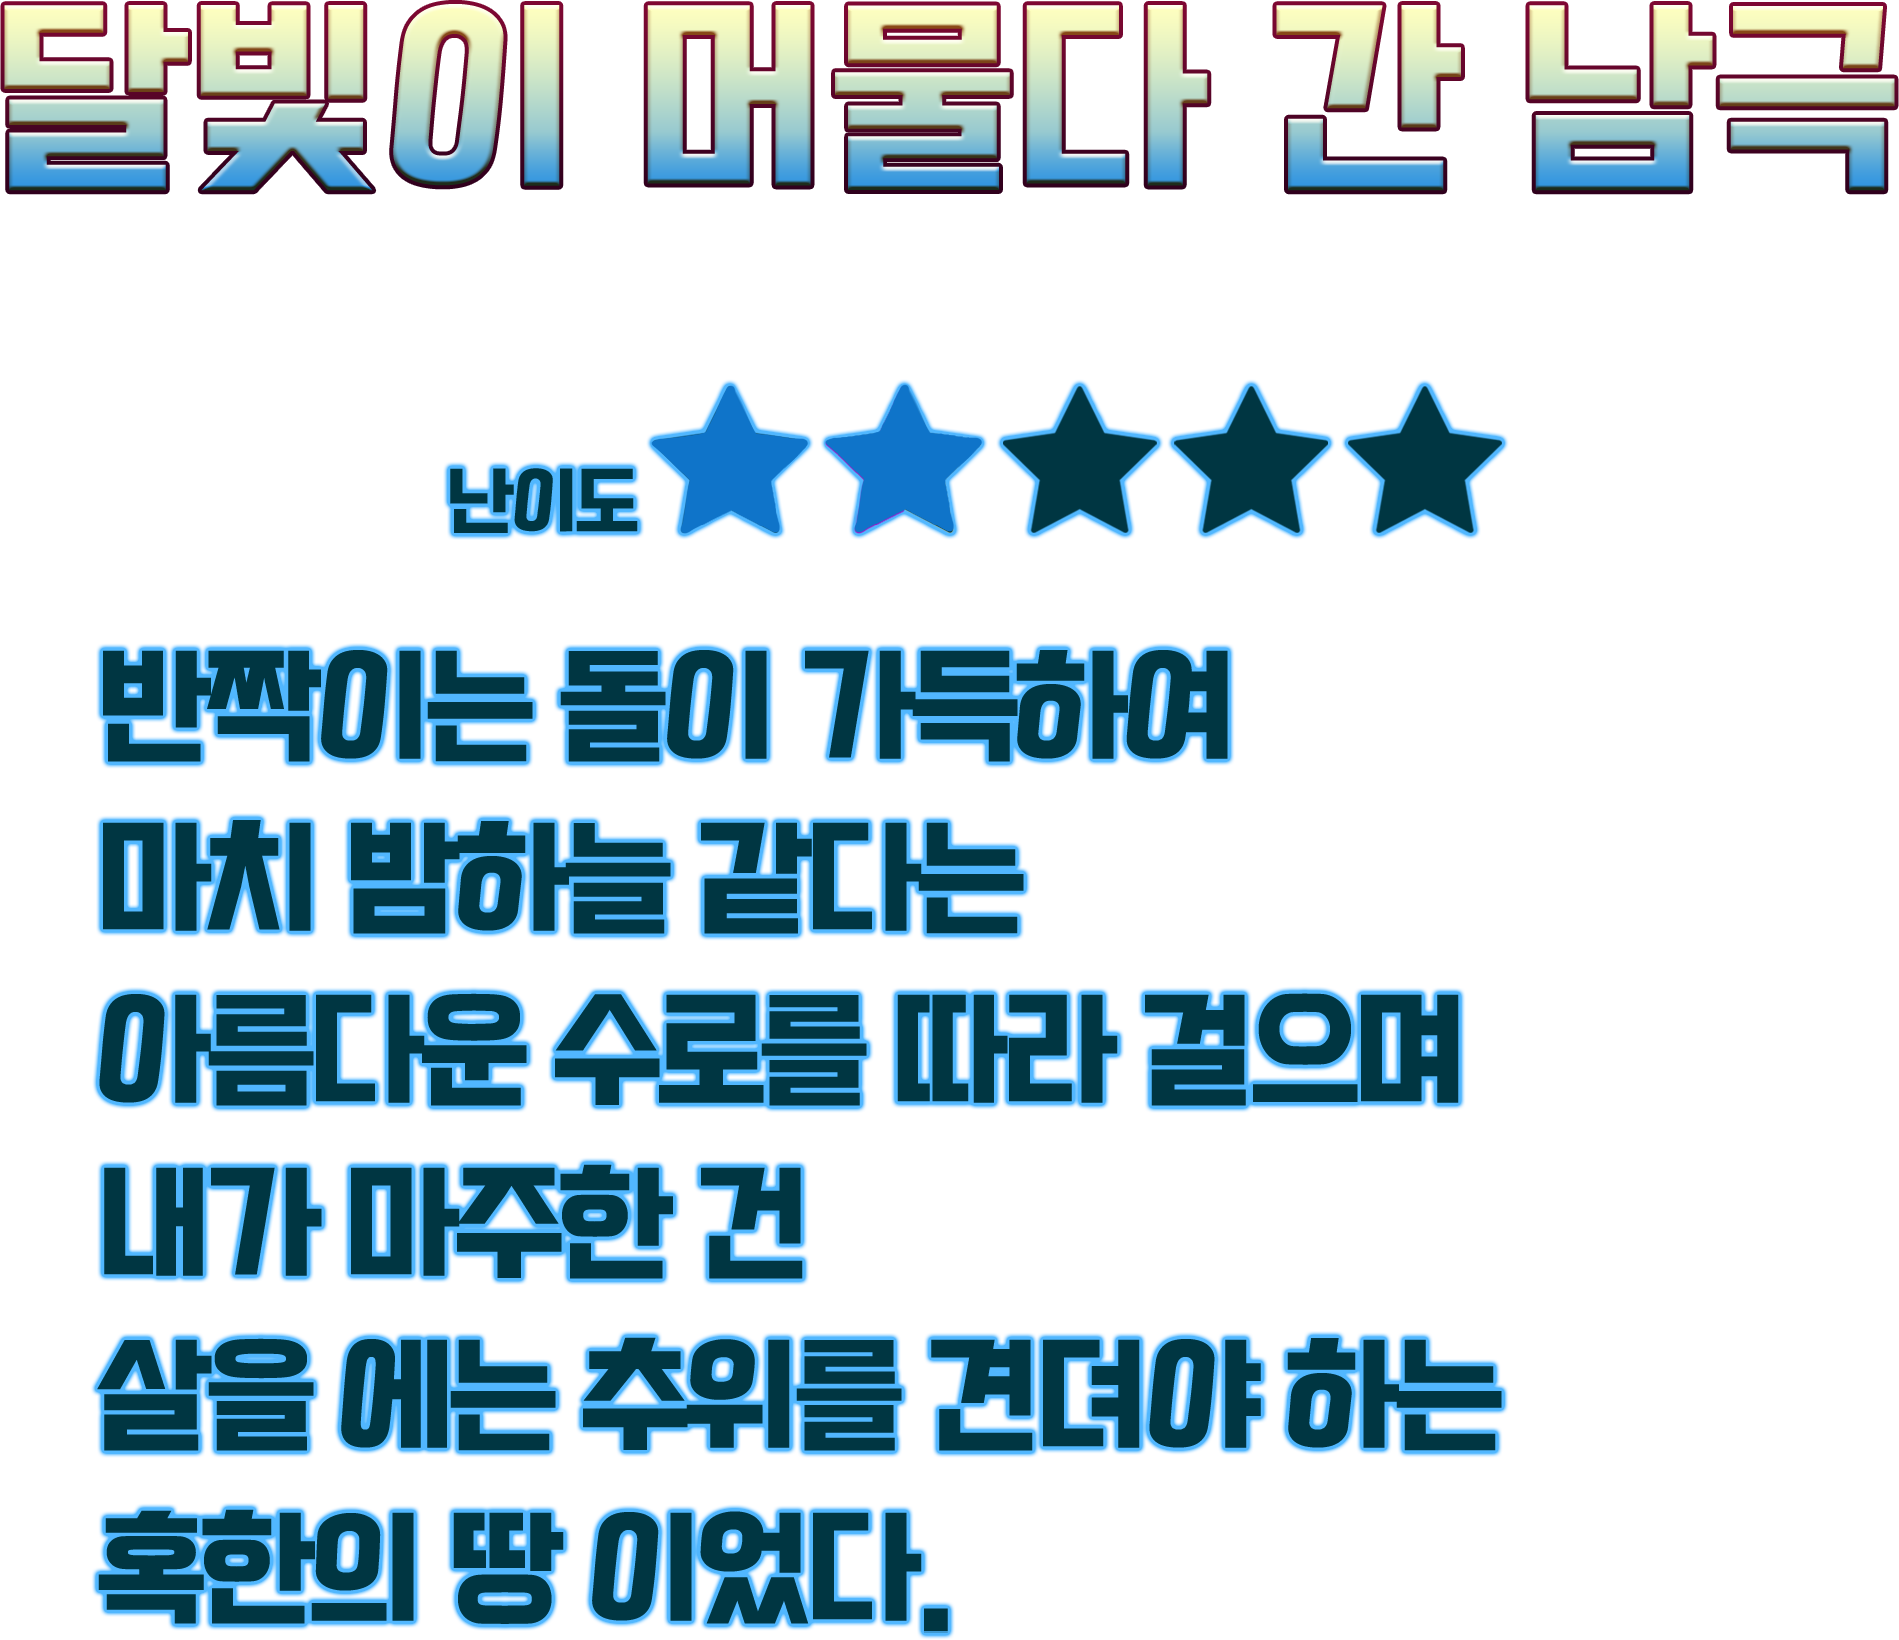 달빛이 머물다 간 남극
난이도
반짝이는 돌이 가득하여
마치 밤하늘 같다는
아름다운 수로를 따라 걸으며
내가 마주한 건
살을 에는 추위를 견뎌야 하는
혹한의 땅 이었다.